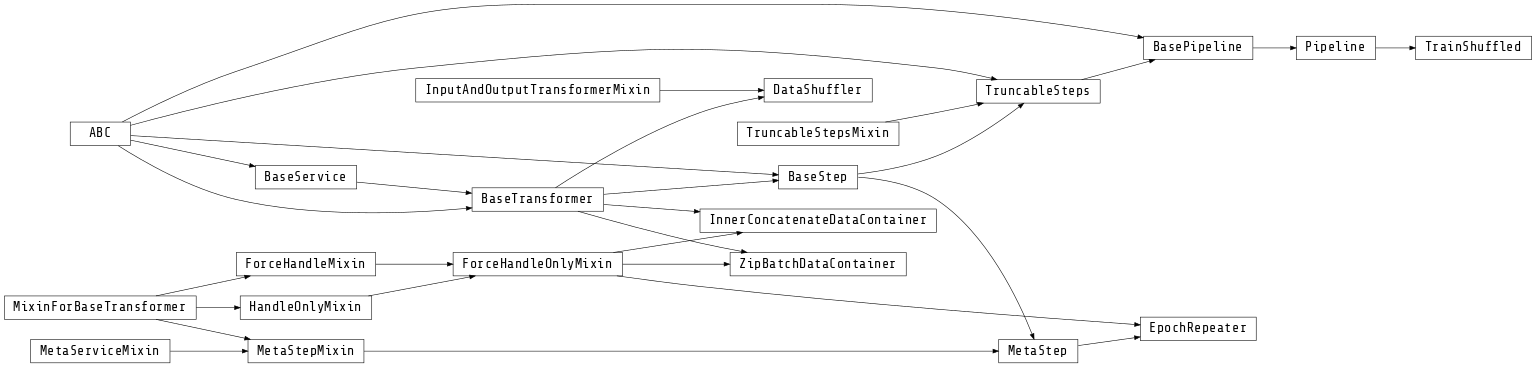 BasePipeline
Pipeline
TrainShuffled
InputAndOutputTransformerMixin
DataShuffler
TruncableSteps
ABC
TruncableStepsMixin
BaseService
BaseStep
BaseTransformer
InnerConcatenateDataContainer
ForceHandleMixin
ForceHandleOnlyMixin
ZipBatchDataContainer
MixinForBaseTransformer
HandleOnlyMixin
EpochRepeater
MetaServiceMixin
MetaStepMixin
MetaStep